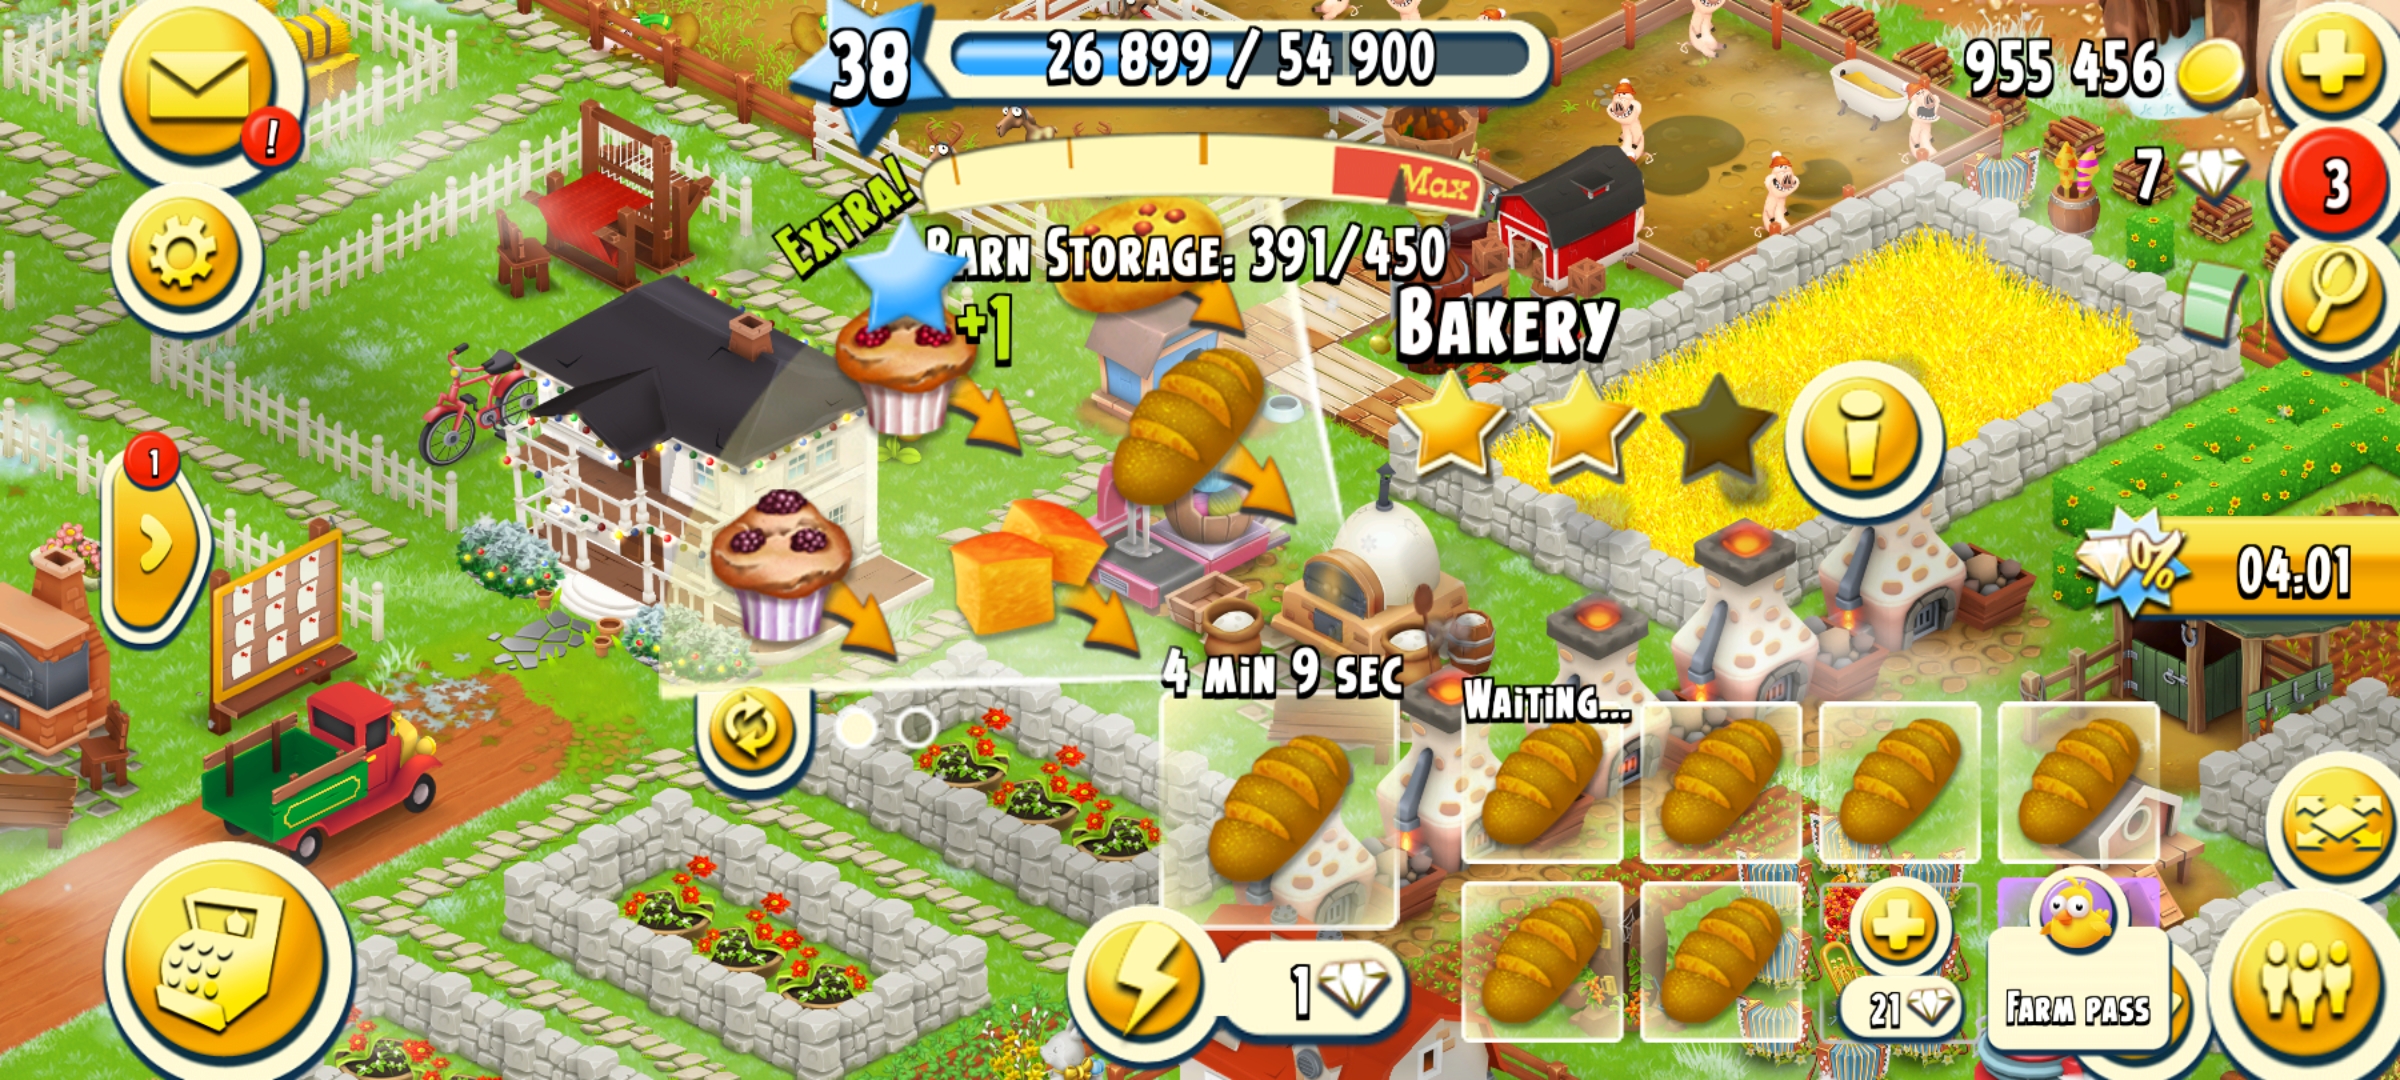 38
26 899 / 54 900
955 456
!
7
3
Max
EXTRA!
BARN STORAGE: 391/450
+1
BAKERY
1
%
04:01
4 MIN 9 SEC
WAITING...
1
21
FARM PASS